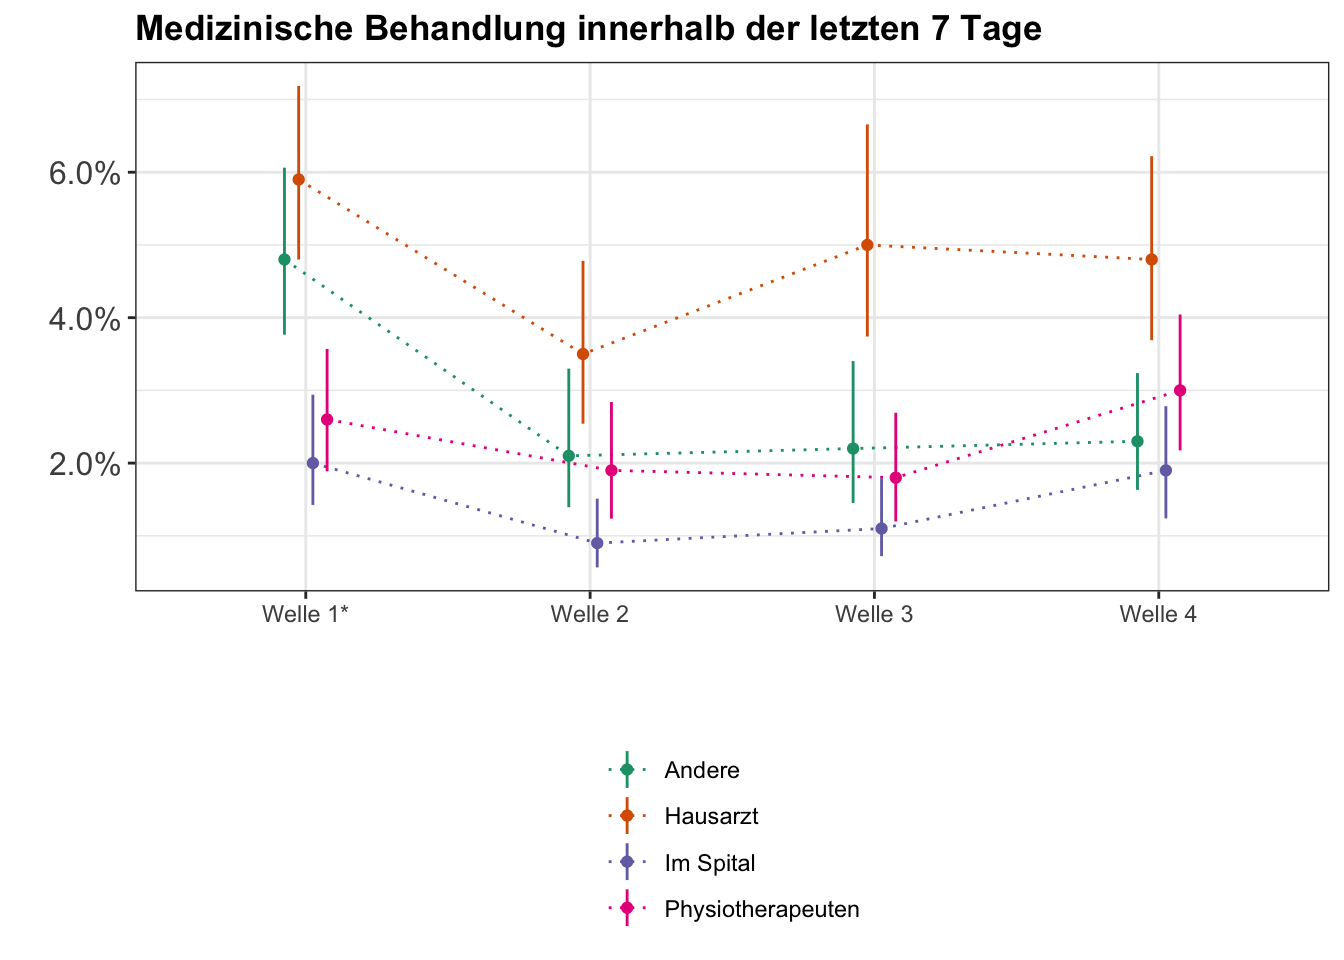 Medizinische Behandlung innerhalb der letzten 7 Tage
6.0%
4.0%
2.0%
Welle 1* Welle 2 Welle 3 Welle 4
Andere
Hausarzt
Im Spital
Physiotherapeuten